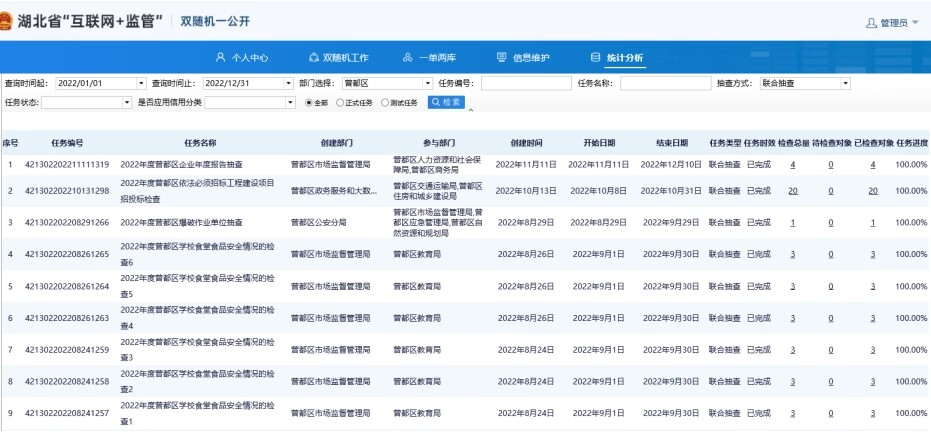 湖北省“互联网+监管” 双随机一公开 管理员
个人中心 双随机工作 一单两库 信息维护 统计分析
查询时间起: 2022/01/01 查询时间止: 2022/12/31 部门选择: 曾都区 任务编号: 任务名称: 抽查方式: 联合抽查
任务状态: 是否应用信用分类 全部 正式任务 测试任务 检 索
序号 任务编号 任务名称 创建部门 参与部门 创建时间 开始日期 结束日期 任务类型 任务时效 检查总量 待检查对象 已检查对象 任务进度
1 421302202211111319 2022年度曾都区企业年度报告抽查 曾都区市场监督管理局 曾都区人力资源和社会保
障局,曾都区商务局 2022年11月11日 2022年11月11日 2022年12月10日 联合抽查 已完成 4 0 4 100.00%
2 421302202210131298 2022年度曾都区依法必须招标工程建设项目
招投标检查 曾都区政务服务和大数... 曾都区交通运输局,曾都区
住房和城乡建设局 2022年10月13日 2022年10月8日 2022年10月31日 联合抽查 已完成 20 0 20 100.00%
3 421302202208291266 2022年度曾都区爆破作业单位抽查 曾都区公安分局 曾都区市场监督管理局,曾
都区应急管理局,曾都区自
然资源和规划局 2022年8月29日 2022年8月29日 2022年9月29日 联合抽查 已完成 1 0 1 100.00%
4 421302202208261265 2022年度曾都区学校食堂食品安全情况的检
查6 曾都区市场监督管理局 曾都区教育局 2022年8月26日 2022年9月1日 2022年9月30日 联合抽查 已完成 3 0 3 100.00%
5 421302202208261264 2022年度曾都区学校食堂食品安全情况的检
查5 曾都区市场监督管理局 曾都区教育局 2022年8月26日 2022年9月1日 2022年9月30日 联合抽查 已完成 3 0 3 100.00%
6 421302202208261263 2022年度曾都区学校食堂食品安全情况的检
查4 曾都区市场监督管理局 曾都区教育局 2022年8月26日 2022年9月1日 2022年9月30日 联合抽查 已完成 3 0 3 100.00%
7 421302202208241259 2022年度曾都区学校食堂食品安全情况的检
查3 曾都区市场监督管理局 曾都区教育局 2022年8月24日 2022年9月1日 2022年9月30日 联合抽查 已完成 3 0 3 100.00%
8 421302202208241258 2022年度曾都区学校食堂食品安全情况的检
查2 曾都区市场监督管理局 曾都区教育局 2022年8月24日 2022年9月1日 2022年9月30日 联合抽查 已完成 3 0 3 100.00%
9 421302202208241257 2022年度曾都区学校食堂食品安全情况的检
查1 曾都区市场监督管理局 曾都区教育局 2022年8月24日 2022年9月1日 2022年9月30日 联合抽查 已完成 3 0 3 100.00%